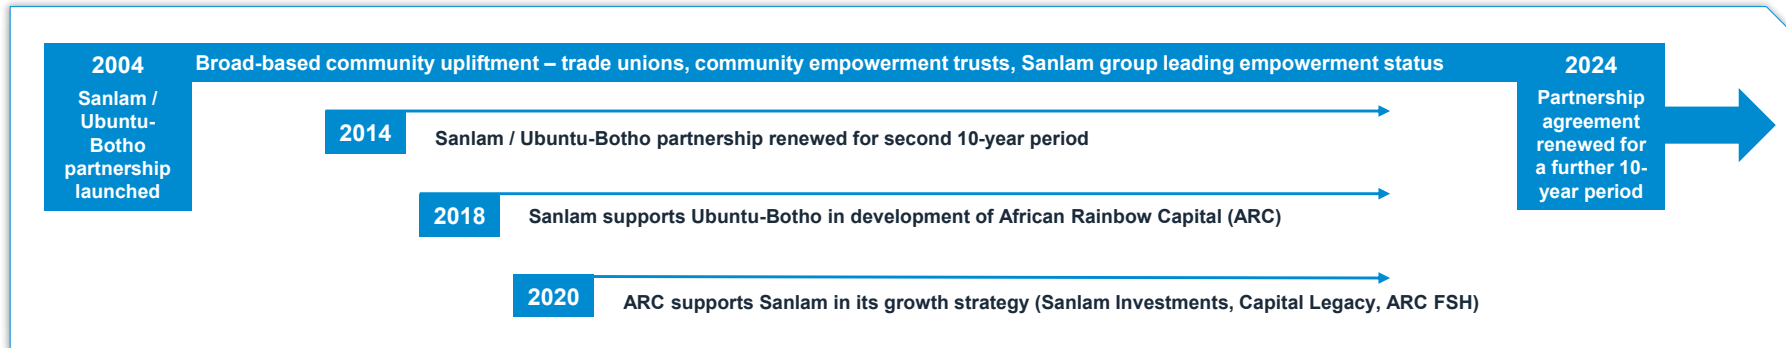 2004
Sanlam /
Ubuntu-
Botho
partnership
launched
Broad-based community upliftment – trade unions, community empowerment trusts, Sanlam group leading empowerment status
2014
Sanlam / Ubuntu-Botho partnership renewed for second 10-year period
2018
Sanlam supports Ubuntu-Botho in development of African Rainbow Capital (ARC)
2020
ARC supports Sanlam in its growth strategy (Sanlam Investments, Capital Legacy, ARC FSH)
2024
Partnership
agreement
renewed for
a further 10-
year period